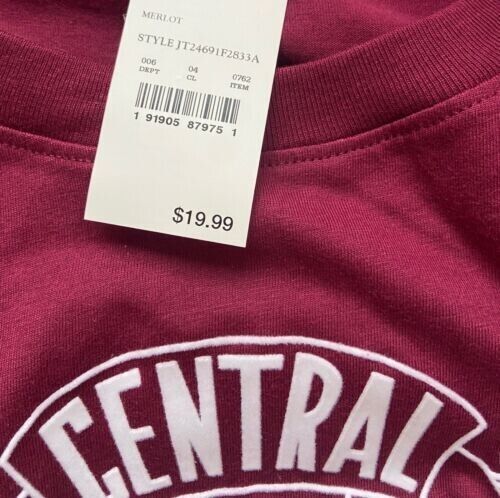 MERLOT
STYLE JT24691F2833A
006 04 0762
DEPT CL ITEM
1 91905 87975 1
$19.99
CENTRAL